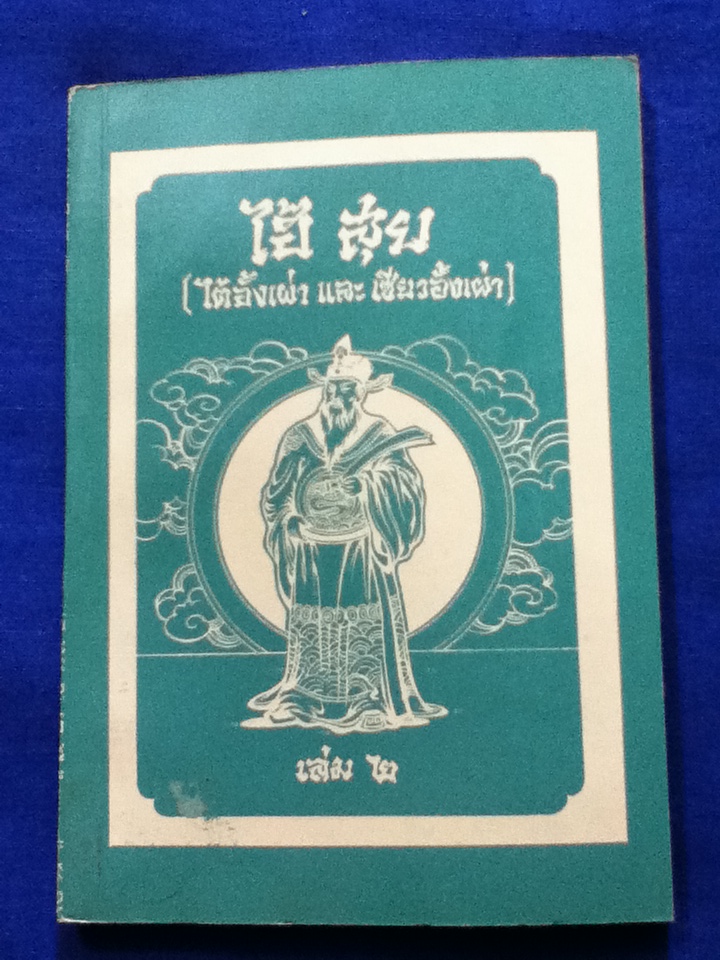 ไฮ้ สุย
(ไต้อั้งเผ่า และ เซียวอั้งเผ่า)
เล่ม ๒